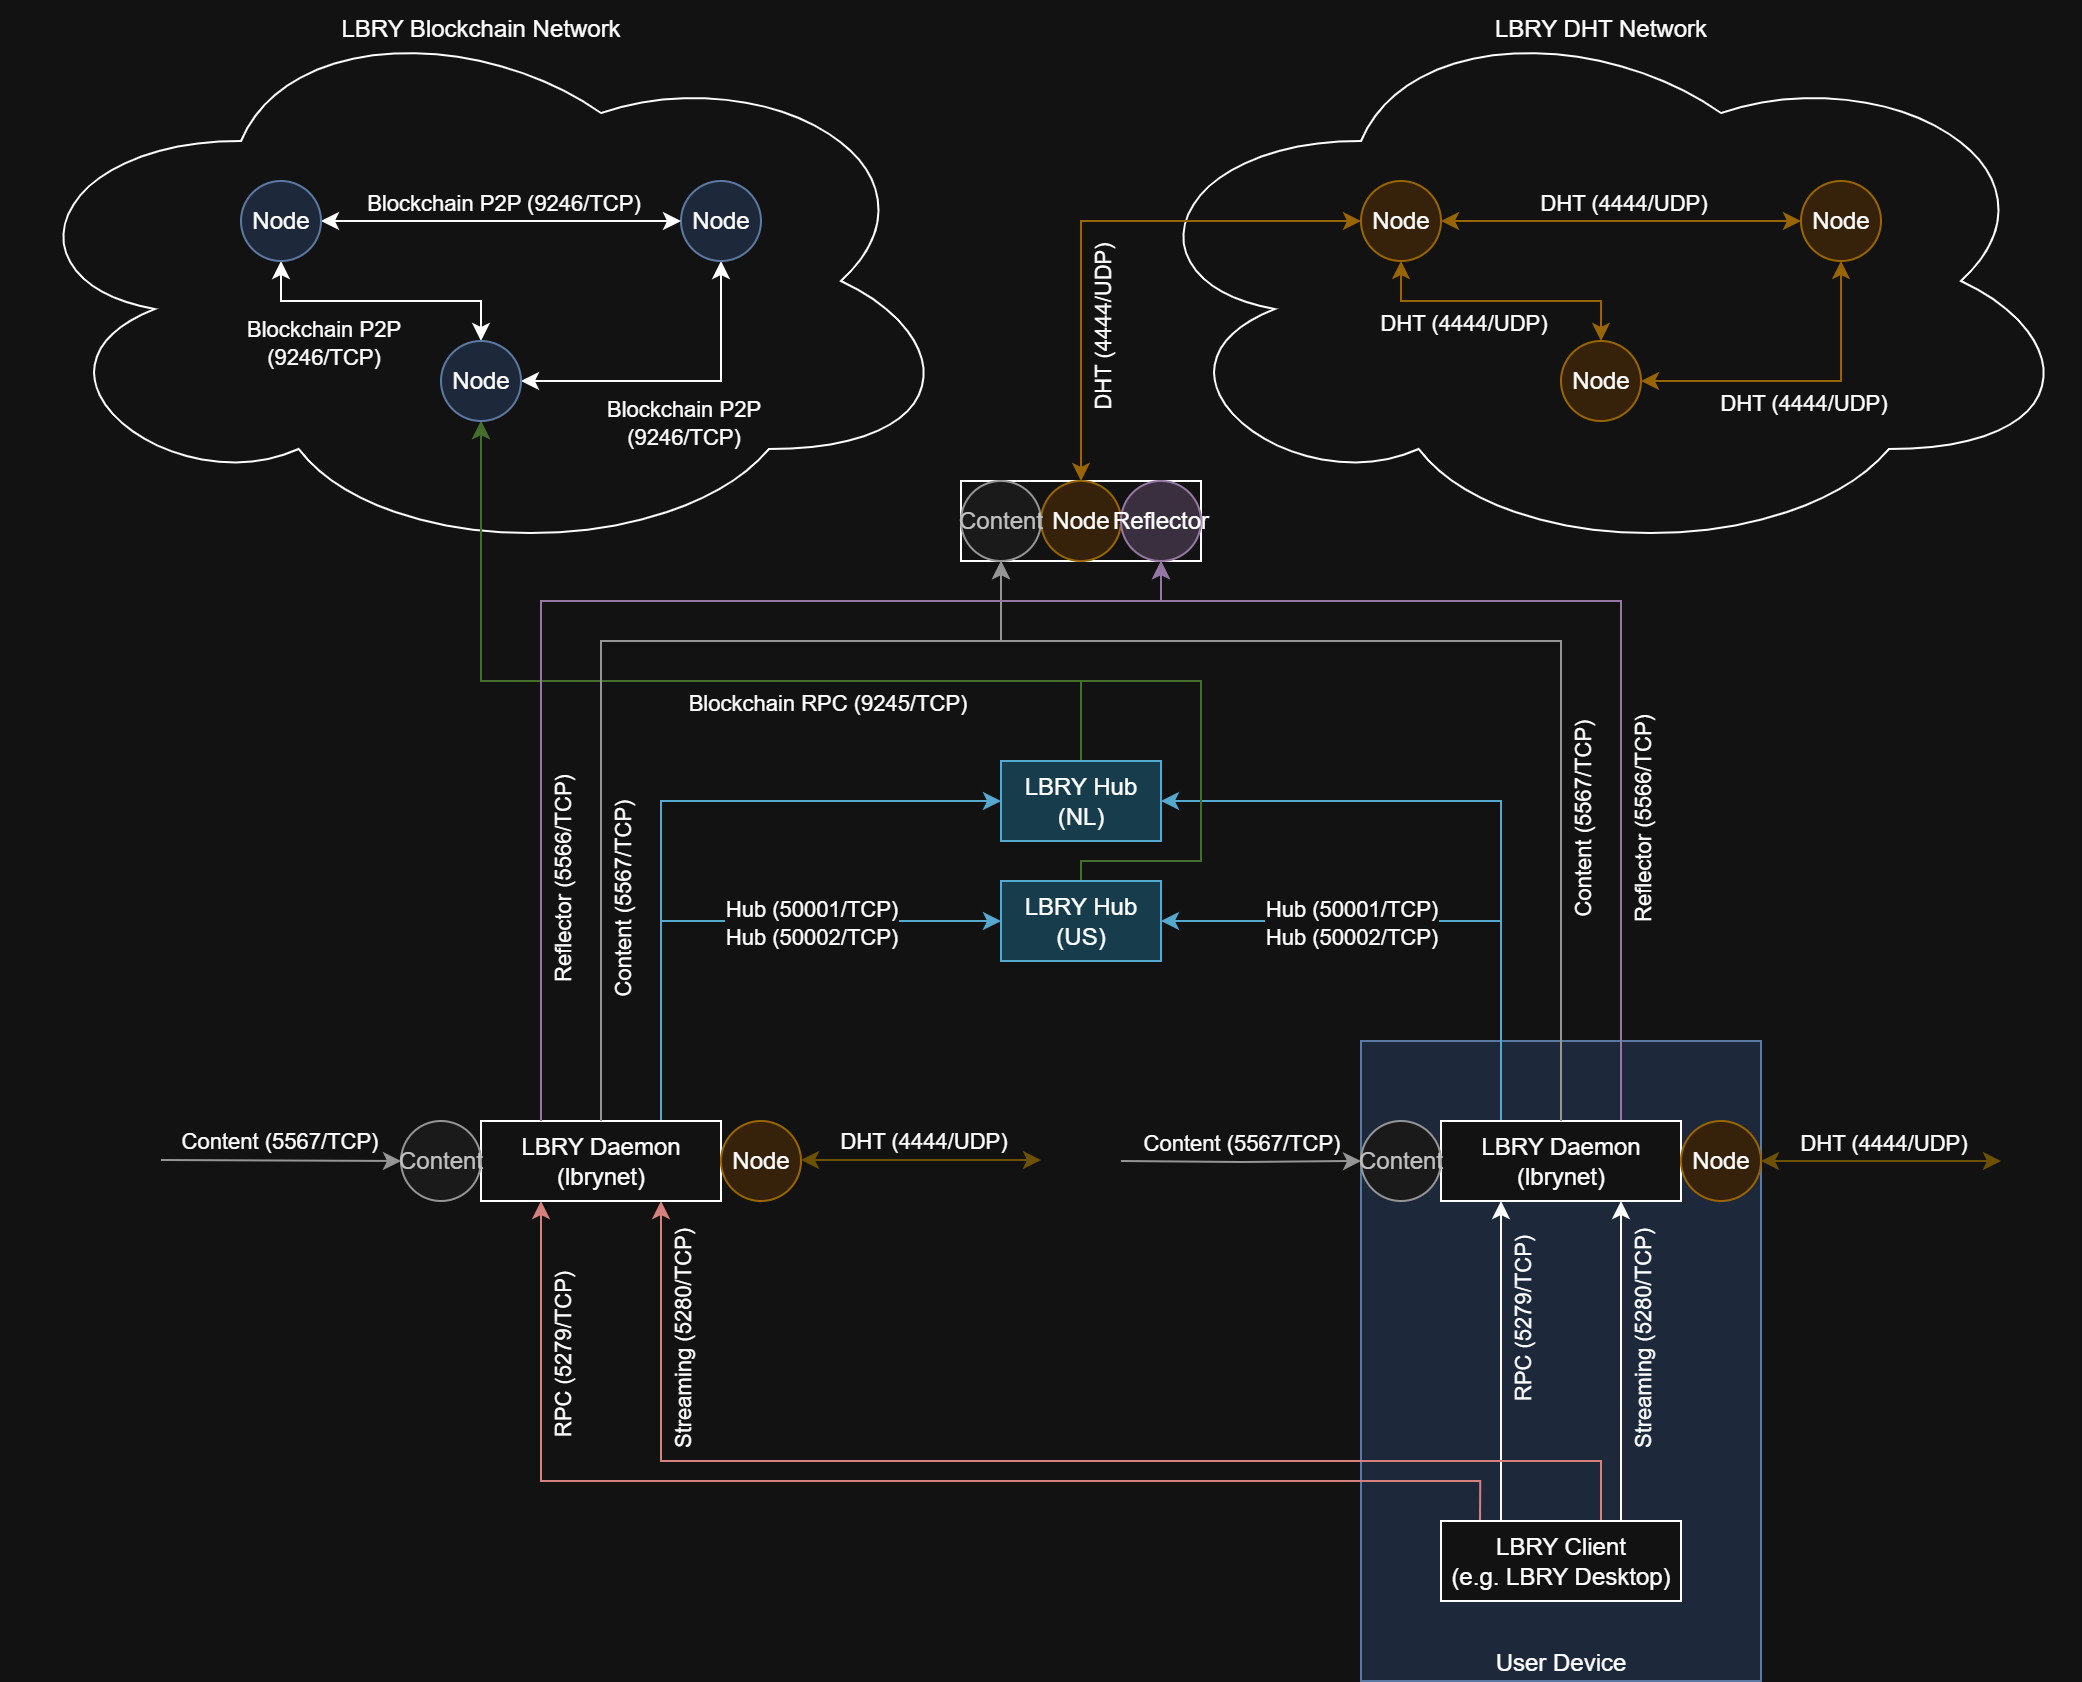 LBRY Blockchain Network
LBRY DHT Network
Node
Blockchain P2P (9246/TCP)
Node
Node
DHT (4444/UDP)
Node
Blockchain P2P
(9246/TCP)
DHT (4444/UDP)
DHT (4444/UDP)
Node
Blockchain P2P
(9246/TCP)
Node
DHT (4444/UDP)
Content
Node
Reflector
Blockchain RPC (9245/TCP)
Reflector (5566/TCP)
Content (5567/TCP)
LBRY Hub
(NL)
Content (5567/TCP)
Reflector (5566/TCP)
Hub (50001/TCP)
Hub (50002/TCP)
LBRY Hub
(US)
Hub (50001/TCP)
Hub (50002/TCP)
Content (5567/TCP)
Content
LBRY Daemon
(lbrynet)
Node
DHT (4444/UDP)
Content (5567/TCP)
Content
LBRY Daemon
(lbrynet)
Node
DHT (4444/UDP)
RPC (5279/TCP)
Streaming (5280/TCP)
RPC (5279/TCP)
Streaming (5280/TCP)
LBRY Client
(e.g. LBRY Desktop)
User Device